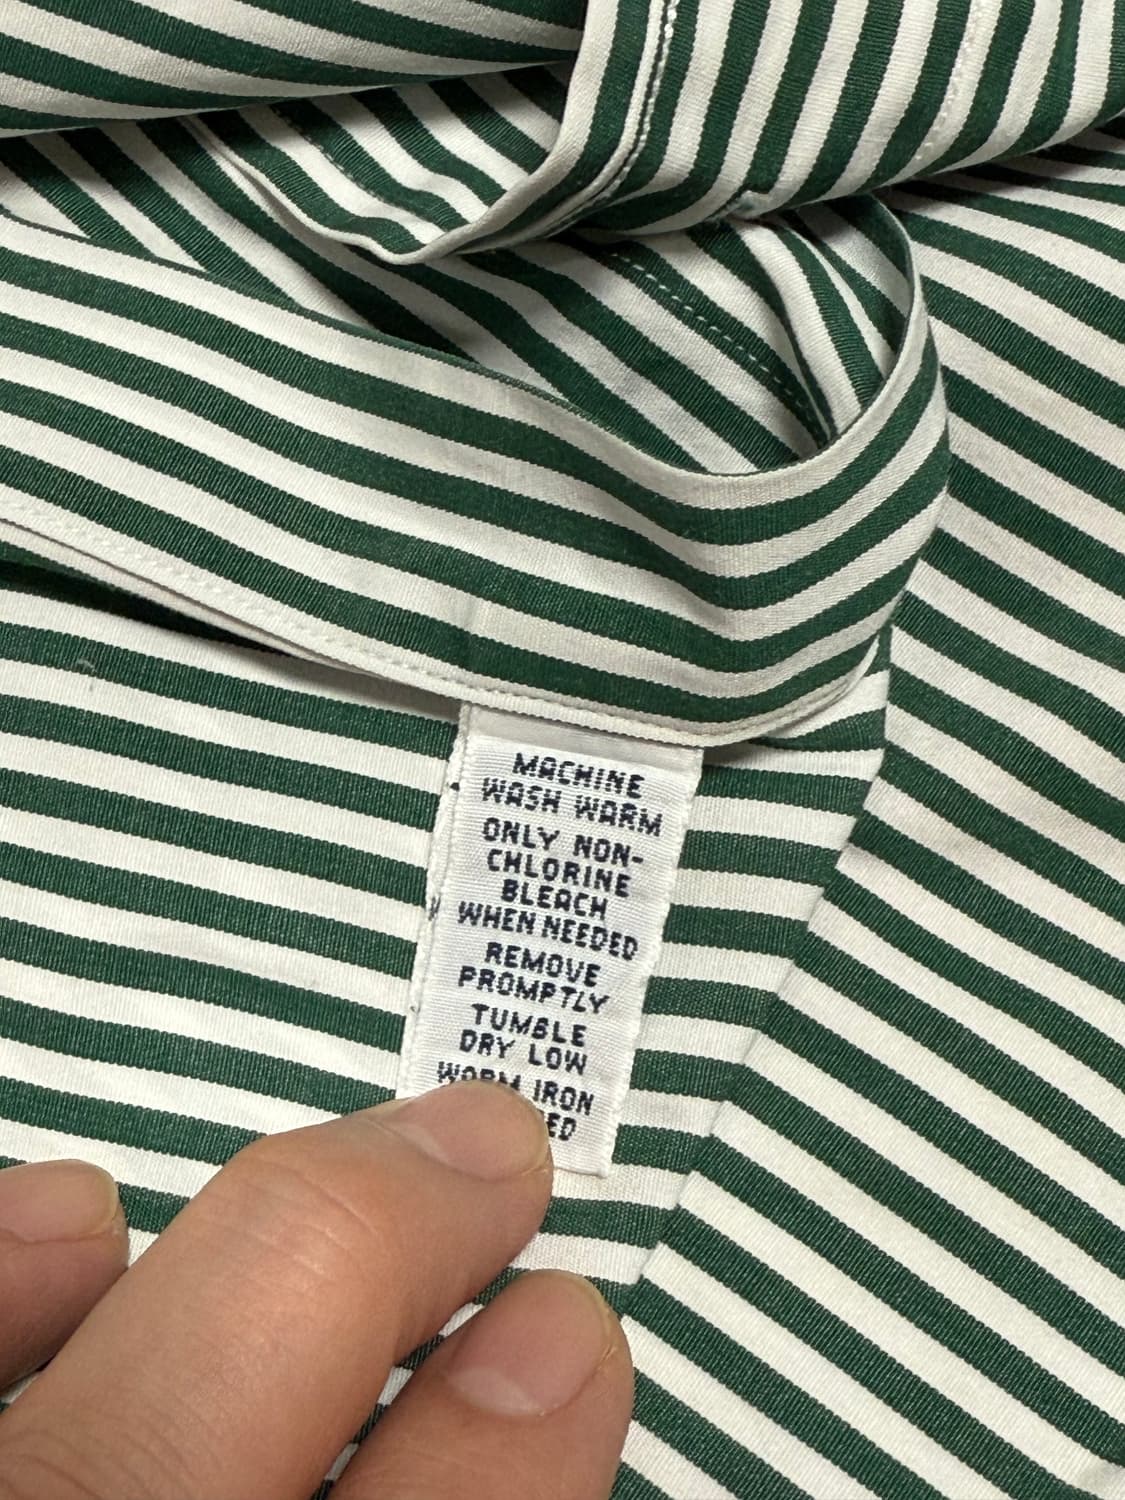 MACHINE
WASH WARM
ONLY NON-
CHLORINE
BLEACH
WHEN NEEDED
REMOVE
PROMPTLY
TUMBLE
DRY LOW
WARM IRON